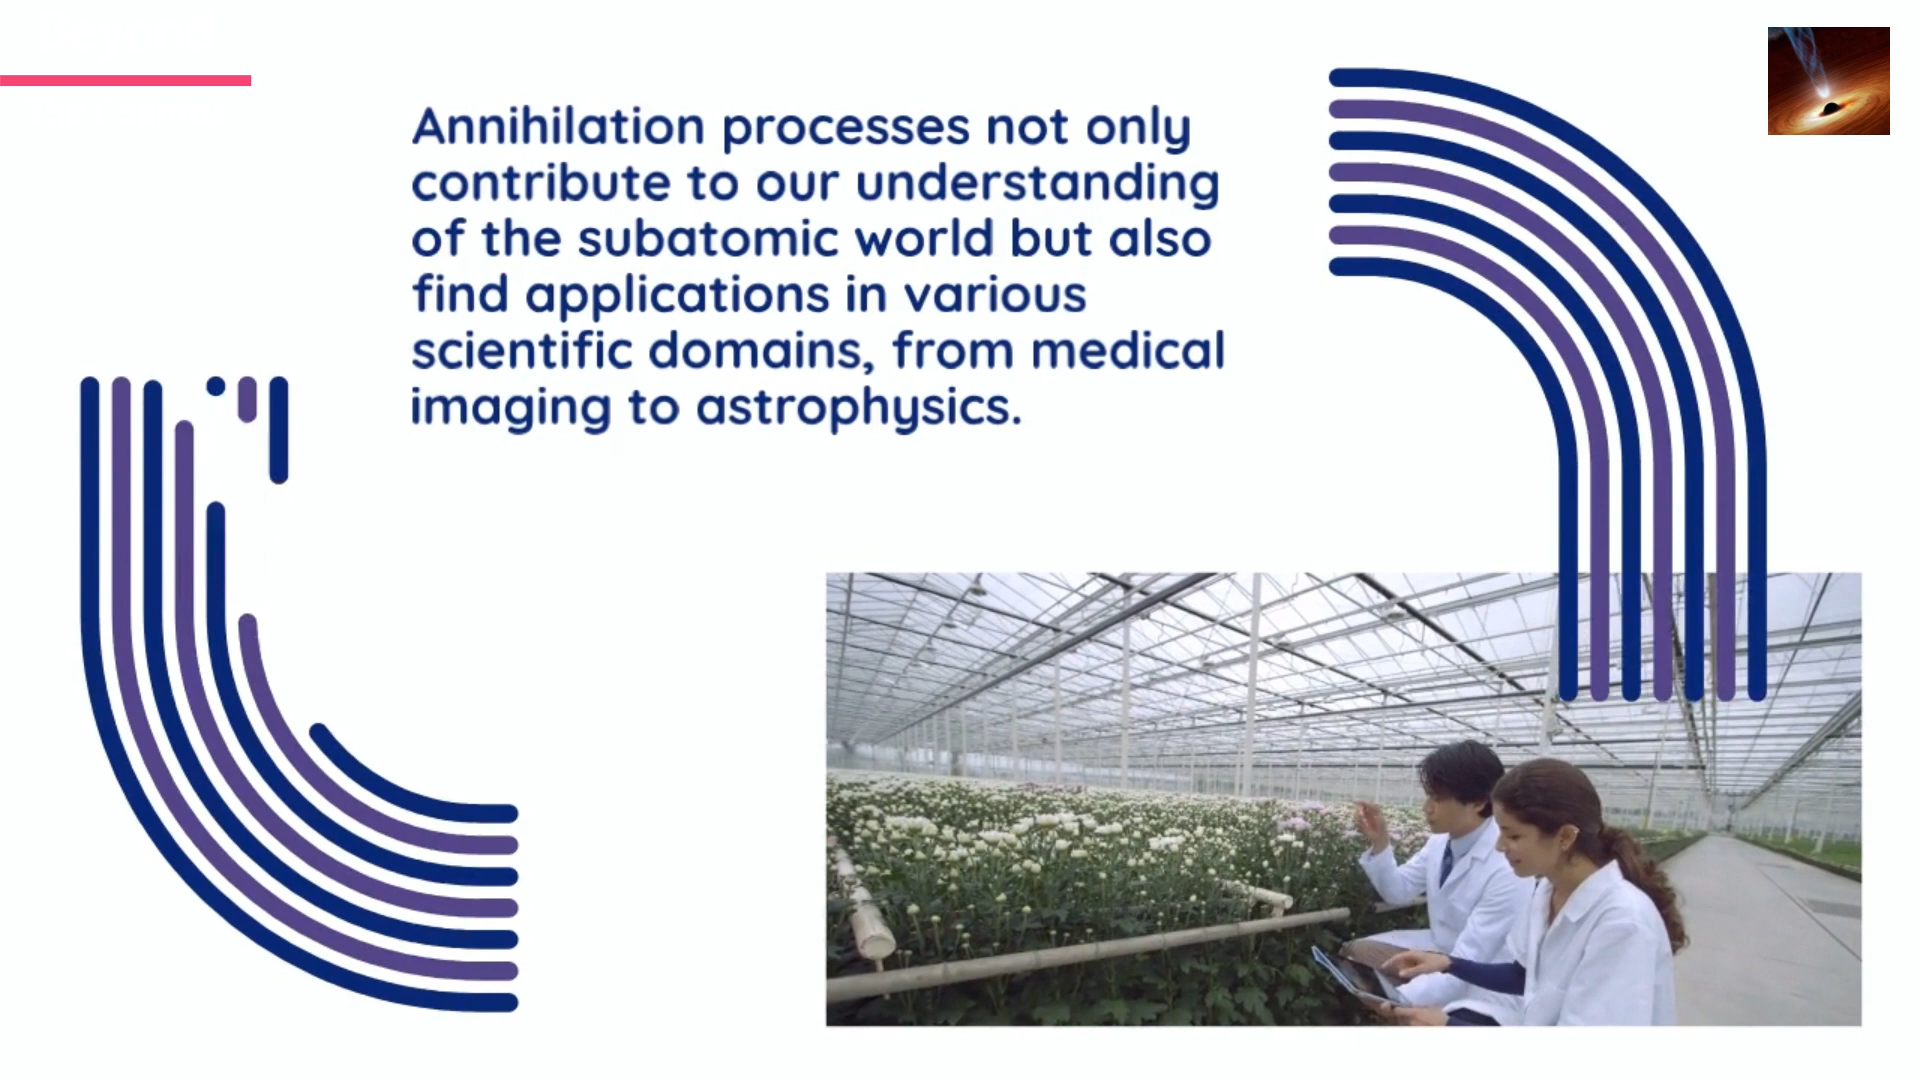 Annihilation processes not only
contribute to our understanding
of the subatomic world but also
find applications in various
scientific domains, from medical
imaging to astrophysics.